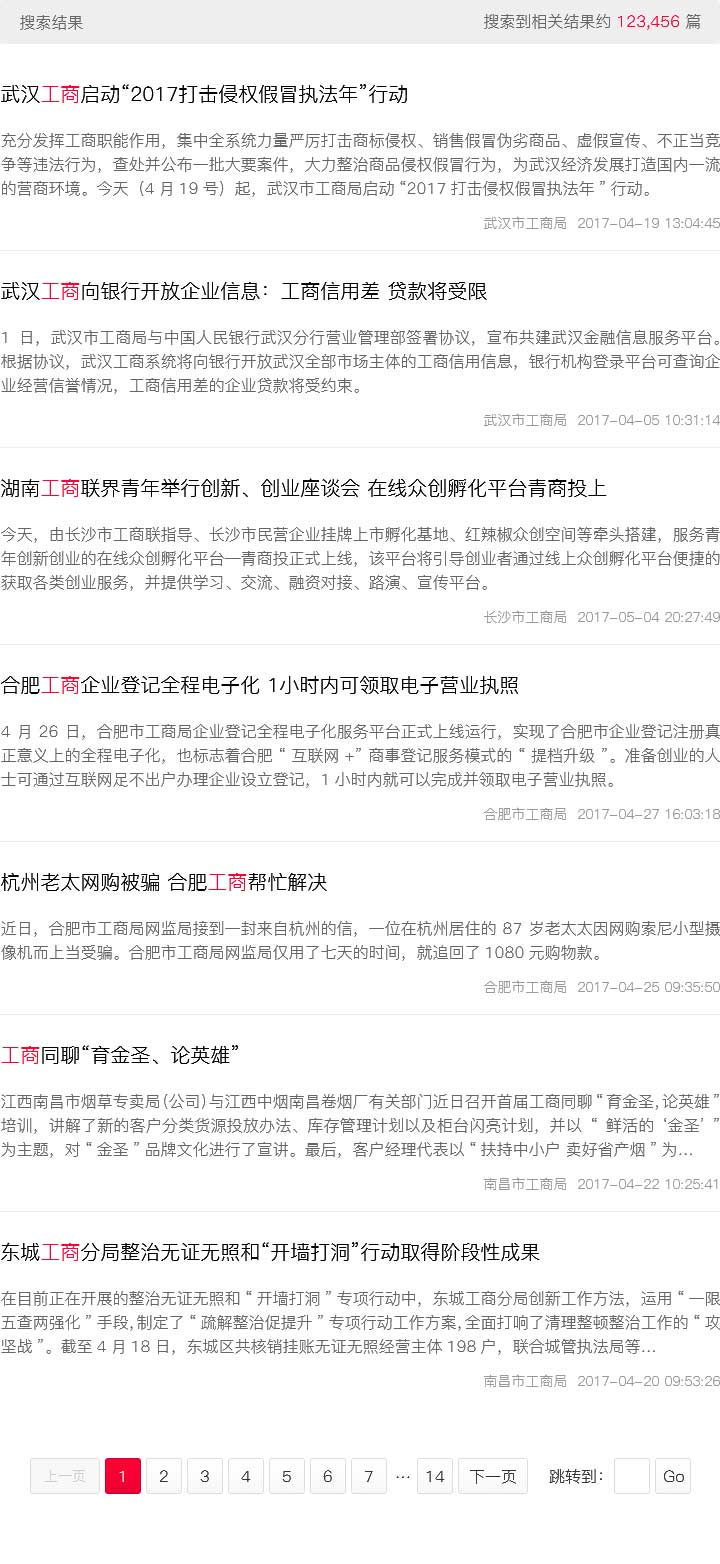 搜索结果 搜索到相关结果约 123,456 篇
武汉工商启动“2017打击侵权假冒执法年”行动
充分发挥工商职能作用，集中全系统力量严厉打击商标侵权、销售假冒伪劣商品、虚假宣传、不正当竞
争等违法行为，查处并公布一批大要案件，大力整治商品侵权假冒行为，为武汉经济发展打造国内一流
的营商环境。今天（4 月 19 号）起，武汉市工商局启动 “2017 打击侵权假冒执法年 ” 行动。
武汉市工商局 2017-04-19 13:04:45
武汉工商向银行开放企业信息：工商信用差 贷款将受限
1 日，武汉市工商局与中国人民银行武汉分行营业管理部签署协议，宣布共建武汉金融信息服务平台。
根据协议，武汉工商系统将向银行开放武汉全部市场主体的工商信用信息，银行机构登录平台可查询企
业经营信誉情况，工商信用差的企业贷款将受约束。
武汉市工商局 2017-04-05 10:31:14
湖南工商联界青年举行创新、创业座谈会 在线众创孵化平台青商投上
今天，由长沙市工商联指导、长沙市民营企业挂牌上市孵化基地、红辣椒众创空间等牵头搭建，服务青
年创新创业的在线众创孵化平台—青商投正式上线，该平台将引导创业者通过线上众创孵化平台便捷的
获取各类创业服务，并提供学习、交流、融资对接、路演、宣传平台。
长沙市工商局 2017-05-04 20:27:49
合肥工商企业登记全程电子化 1小时内可领取电子营业执照
4 月 26 日，合肥市工商局企业登记全程电子化服务平台正式上线运行，实现了合肥市企业登记注册真
正意义上的全程电子化，也标志着合肥 “ 互联网 +” 商事登记服务模式的 “ 提档升级 ”。准备创业的人
士可通过互联网足不出户办理企业设立登记，1 小时内就可以完成并领取电子营业执照。
合肥市工商局 2017-04-27 16:03:18
杭州老太网购被骗 合肥工商帮忙解决
近日，合肥市工商局网监局接到一封来自杭州的信，一位在杭州居住的 87 岁老太太因网购索尼小型摄
像机而上当受骗。合肥市工商局网监局仅用了七天的时间，就追回了 1080 元购物款。
合肥市工商局 2017-04-25 09:35:50
工商同聊“育金圣、论英雄”
江西南昌市烟草专卖局(公司)与江西中烟南昌卷烟厂有关部门近日召开首届工商同聊 “ 育金圣,论英雄 ”
培训，讲解了新的客户分类货源投放办法、库存管理计划以及柜台闪亮计划，并以 “ 鲜活的 ‘金圣’ ”
为主题，对 “ 金圣 ” 品牌文化进行了宣讲。最后，客户经理代表以 “ 扶持中小户 卖好省产烟 ” 为...
南昌市工商局 2017-04-22 10:25:41
东城工商分局整治无证无照和“开墙打洞”行动取得阶段性成果
在目前正在开展的整治无证无照和 “ 开墙打洞 ” 专项行动中，东城工商分局创新工作方法，运用 “ 一限
五查两强化 ” 手段,制定了 “ 疏解整治促提升 ” 专项行动工作方案,全面打响了清理整顿整治工作的 “ 攻
坚战 ”。截至 4 月 18 日，东城区共核销挂账无证无照经营主体 198 户，联合城管执法局等...
南昌市工商局 2017-04-20 09:53:26
上一页 1 2 3 4 5 6 7 ··· 14 下一页 跳转到： Go